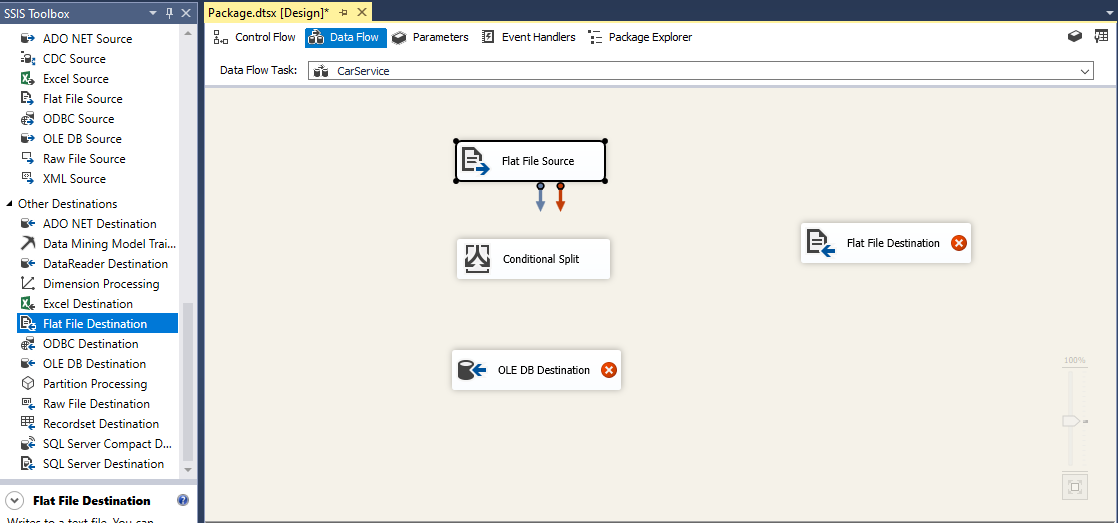 SSIS Toolbox
Package.dtsx [Design]*
ADO NET Source
CDC Source
Excel Source
Flat File Source
ODBC Source
OLE DB Source
Raw File Source
XML Source
Other Destinations
ADO NET Destination
Data Mining Model Trai...
DataReader Destination
Dimension Processing
Excel Destination
Flat File Destination
ODBC Destination
OLE DB Destination
Partition Processing
Raw File Destination
Recordset Destination
SQL Server Compact D...
SQL Server Destination
Flat File Destination
Writes to a text file. You can
Control Flow
Data Flow
Parameters
Event Handlers
Package Explorer
Data Flow Task:
CarService
Flat File Source
Conditional Split
Flat File Destination
OLE DB Destination
100%